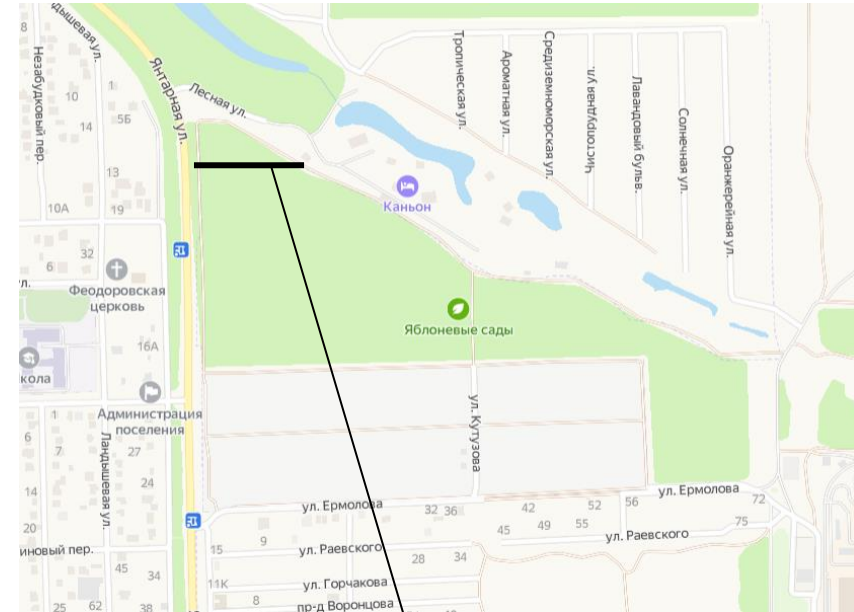 8
Ландышевая ул.
Незабудковый пер.
10
1
5Б
14
13
10А
19
Янтарная ул.
Лесная ул.
Тропическая ул.
Ароматная ул.
Средиземноморская ул.
Чистопрудная ул.
Лавандовый бульв.
Солнечная ул.
Оранжерейная ул.
Каньон
32
6
л.
Феодоровская
церковь
Яблоневые сады
16А
кола
Администрация
поселения
1
6
7
27
24
14
20
Ландышевая ул.
ул. Кутузова
ул. Ермолова
32
36
42
52
56
ул. Ермолова
72
45
49
55
75
ул. Раевского
иновый пер.
15
9
ул. Раевского
28
34
45
34
11К
ул. Горчакова
25
62
38
8
пр-д Воронцова